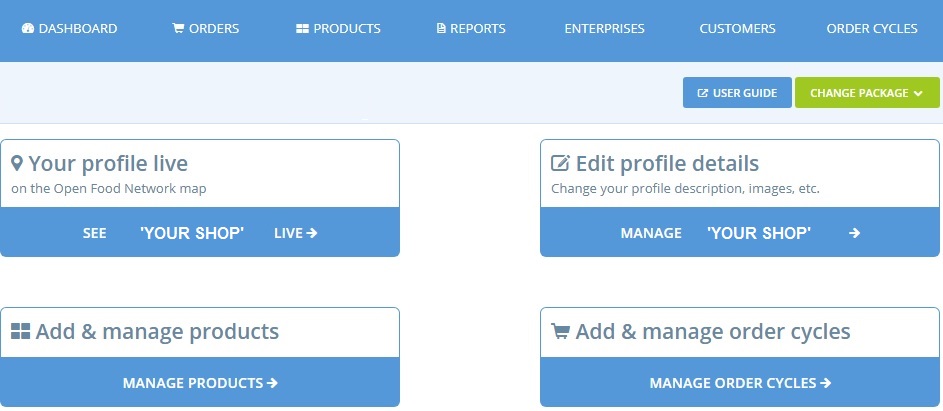 DASHBOARD ORDERS PRODUCTS REPORTS ENTERPRISES CUSTOMERS ORDER CYCLES
USER GUIDE CHANGE PACKAGE
Your profile live
on the Open Food Network map
SEE 'YOUR SHOP' LIVE
Edit profile details
Change your profile description, images, etc.
MANAGE 'YOUR SHOP'
Add & manage products
MANAGE PRODUCTS
Add & manage order cycles
MANAGE ORDER CYCLES